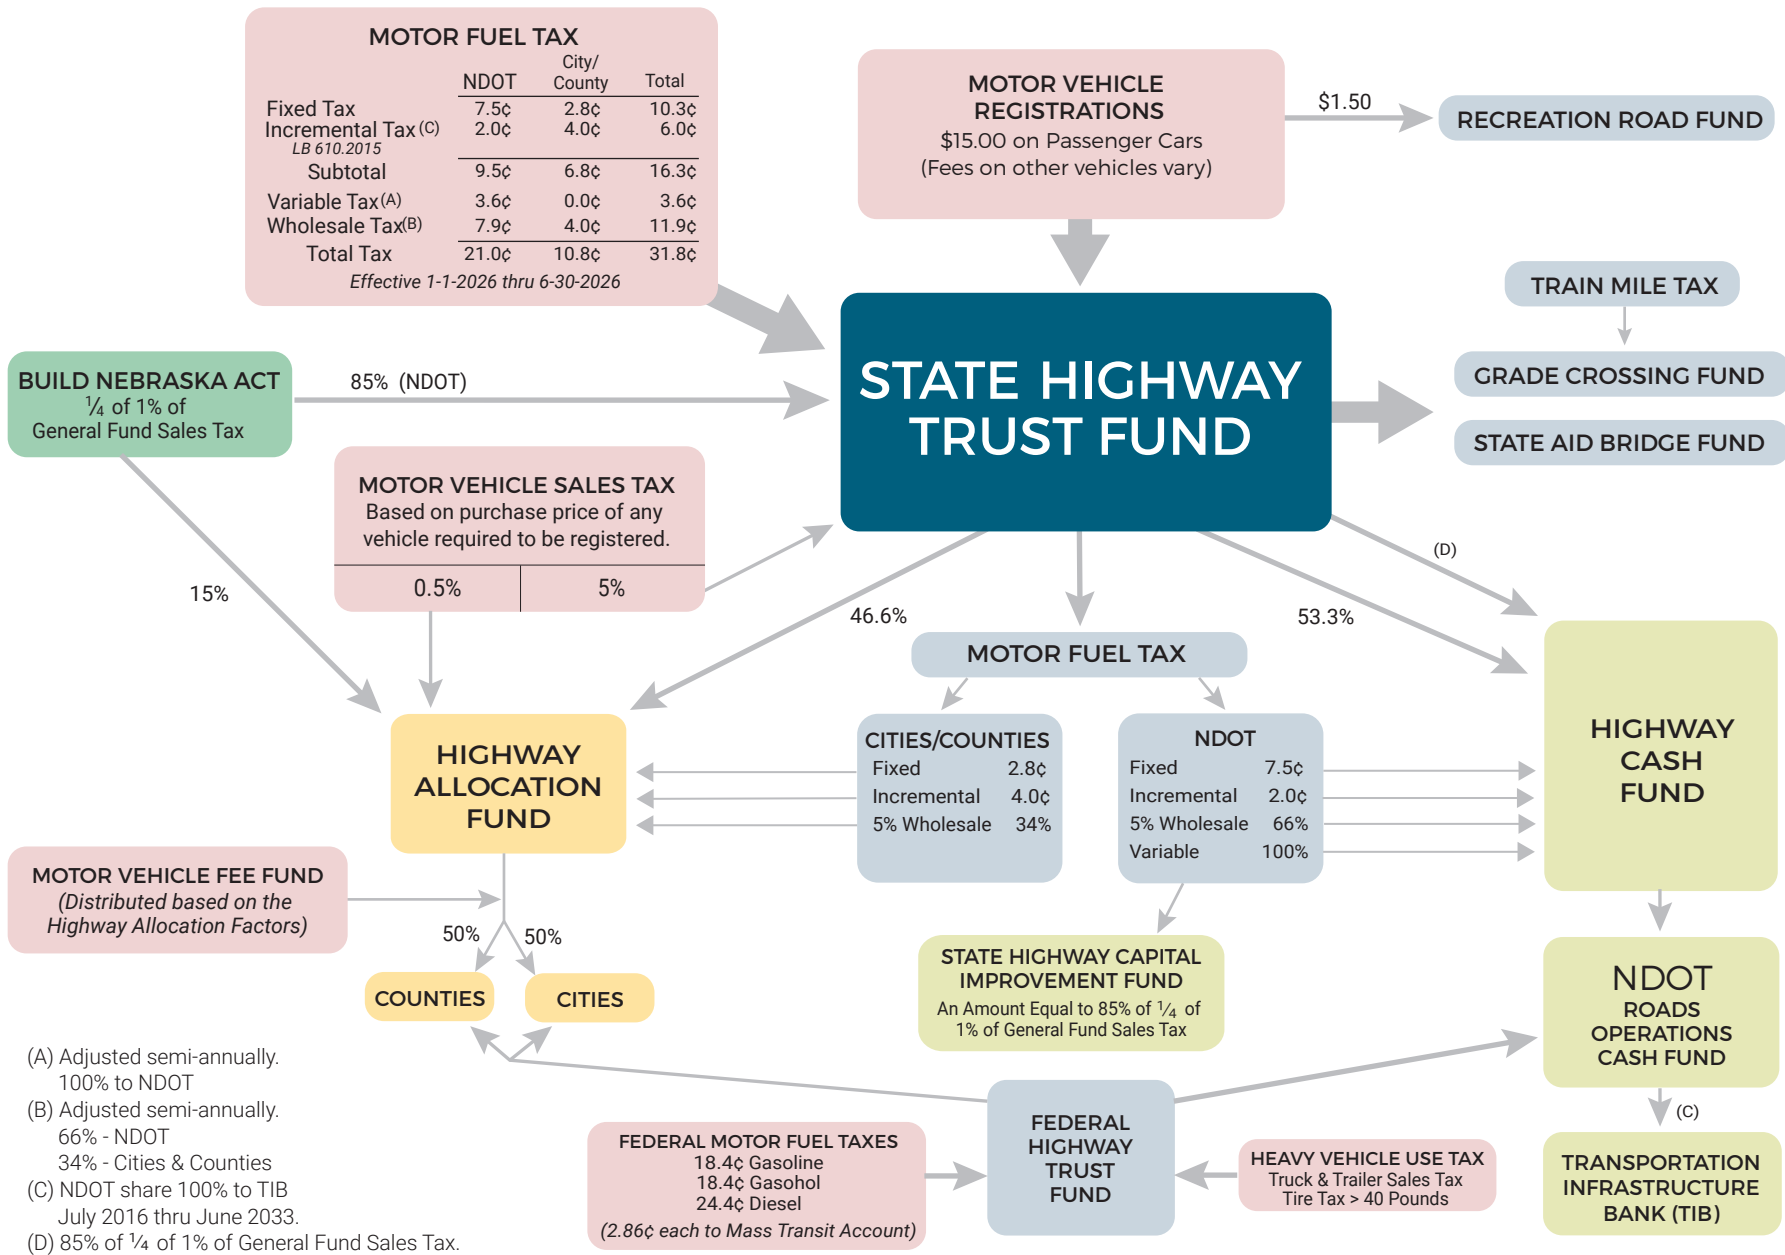 MOTOR FUEL TAX
NDOT City/County Total
Fixed Tax 7.5¢ 2.8¢ 10.3¢
Incremental Tax (C) 2.0¢ 4.0¢ 6.0¢
LB 610.2015
Subtotal 9.5¢ 6.8¢ 16.3¢
Variable Tax(A) 3.6¢ 0.0¢ 3.6¢
Wholesale Tax(B) 7.9¢ 4.0¢ 11.9¢
Total Tax 21.0¢ 10.8¢ 31.8¢
Effective 1-1-2026 thru 6-30-2026
MOTOR VEHICLE
REGISTRATIONS
$15.00 on Passenger Cars
(Fees on other vehicles vary)
$1.50
RECREATION ROAD FUND
TRAIN MILE TAX
GRADE CROSSING FUND
STATE AID BRIDGE FUND
BUILD NEBRASKA ACT
¼ of 1% of
General Fund Sales Tax
85% (NDOT)
STATE HIGHWAY
TRUST FUND
MOTOR VEHICLE SALES TAX
Based on purchase price of any
vehicle required to be registered.
0.5% 5%
15%
46.6%
53.3%
(D)
MOTOR FUEL TAX
HIGHWAY
ALLOCATION
FUND
CITIES/COUNTIES
Fixed 2.8¢
Incremental 4.0¢
5% Wholesale 34%
NDOT
Fixed 7.5¢
Incremental 2.0¢
5% Wholesale 66%
Variable 100%
HIGHWAY
CASH
FUND
MOTOR VEHICLE FEE FUND
(Distributed based on the
Highway Allocation Factors)
50% 50%
COUNTIES
CITIES
STATE HIGHWAY CAPITAL
IMPROVEMENT FUND
An Amount Equal to 85% of ¼ of
1% of General Fund Sales Tax
NDOT
ROADS
OPERATIONS
CASH FUND
(C)
TRANSPORTATION
INFRASTRUCTURE
BANK (TIB)
FEDERAL
HIGHWAY
TRUST
FUND
FEDERAL MOTOR FUEL TAXES
18.4¢ Gasoline
18.4¢ Gasohol
24.4¢ Diesel
(2.86¢ each to Mass Transit Account)
HEAVY VEHICLE USE TAX
Truck & Trailer Sales Tax
Tire Tax > 40 Pounds
(A) Adjusted semi-annually.
100% to NDOT
(B) Adjusted semi-annually.
66% - NDOT
34% - Cities & Counties
(C) NDOT share 100% to TIB
July 2016 thru June 2033.
(D) 85% of ¼ of 1% of General Fund Sales Tax.